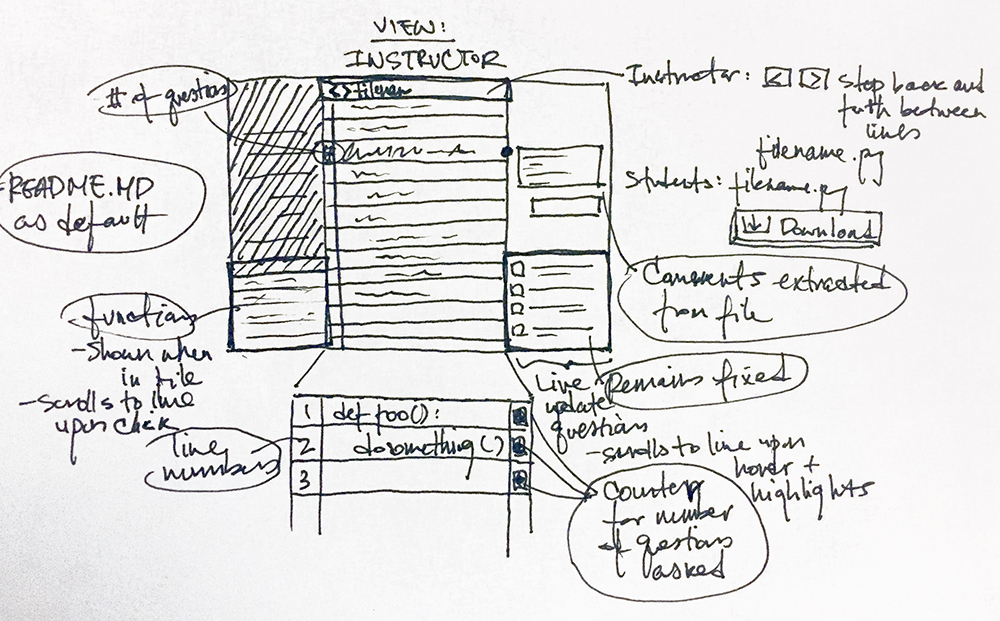 VIEW:
INSTRUCTOR
# of questions
<> filename
Instructor: < > step back and
forth between
lines
filename.py
Students: filename.py
Download
README.MD
as default
Comments extracted
from file
functions
- Shown when
in file
- scrolls to line
upon click
Remains fixed
Live
update
questions
- scrolls to line upon
hover +
highlights
line
numbers
1 def foo():
2 dosomething()
3
Counter
for number
of questions
asked